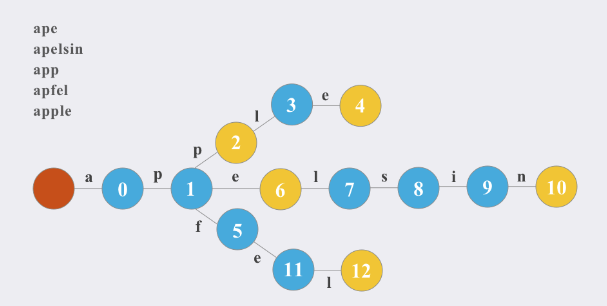 ape
apelsin
app
apfel
apple
3 e 4
l
p 2
a 0 p 1 e 6 l 7 s 8 i 9 n 10
f 5
e 11 l 12